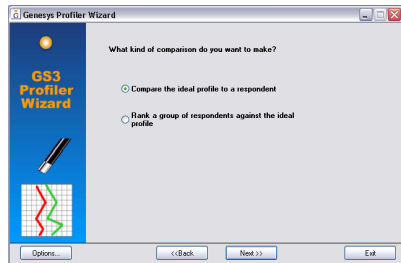 Genesys Profiler Wizard
What kind of comparison do you want to make?
GS3
Profiler
Wizard
Compare the ideal profile to a respondent
Rank a group of respondents against the ideal
profile
Options...
<<Back
Next >>
Exit